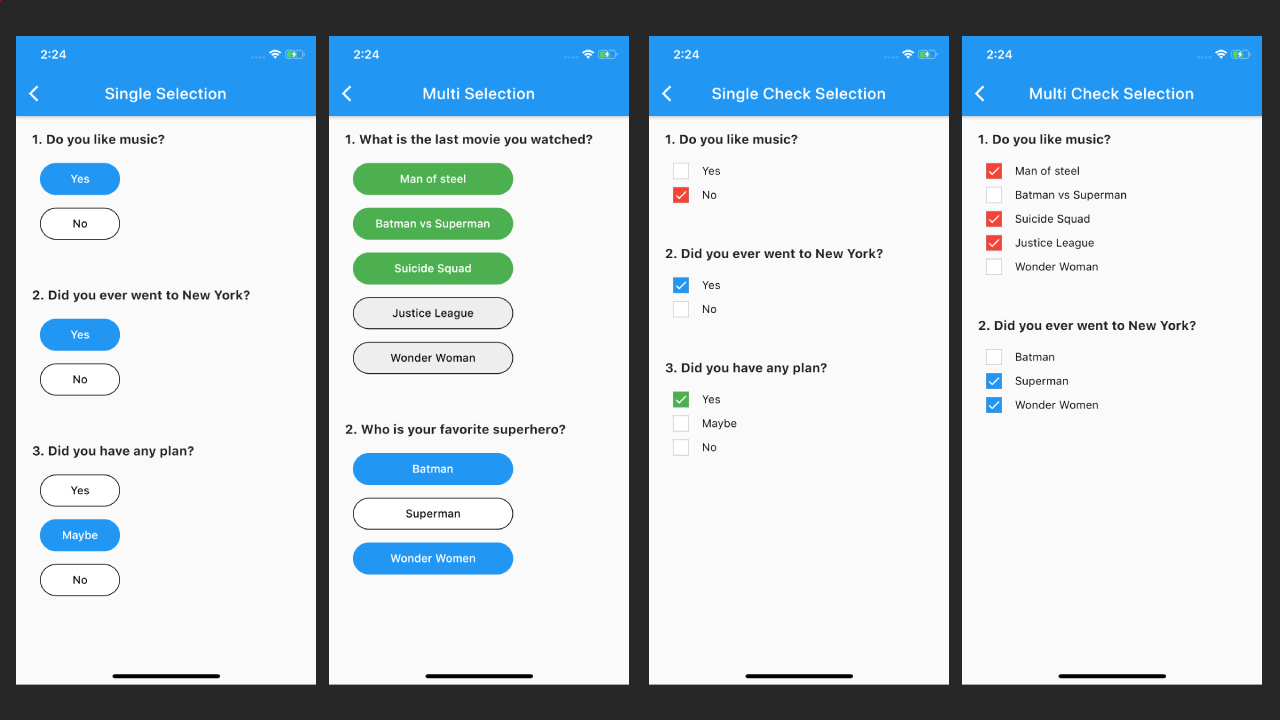 2:24
Single Selection
1. Do you like music?
Yes
No
2. Did you ever went to New York?
Yes
No
3. Did you have any plan?
Yes
Maybe
No
2:24
Multi Selection
1. What is the last movie you watched?
Man of steel
Batman vs Superman
Suicide Squad
Justice League
Wonder Woman
2. Who is your favorite superhero?
Batman
Superman
Wonder Women
2:24
Single Check Selection
1. Do you like music?
Yes
No
2. Did you ever went to New York?
Yes
No
3. Did you have any plan?
Yes
Maybe
No
2:24
Multi Check Selection
1. Do you like music?
Man of steel
Batman vs Superman
Suicide Squad
Justice League
Wonder Woman
2. Did you ever went to New York?
Batman
Superman
Wonder Women